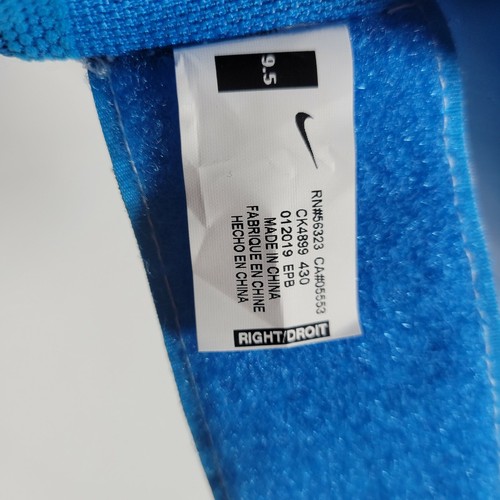 9.5
RN#56323 CA#05553
CK4899 430
012019 EPB
MADE IN CHINA
FABRIQUE EN CHINE
HECHO EN CHINA
RIGHT/DROIT